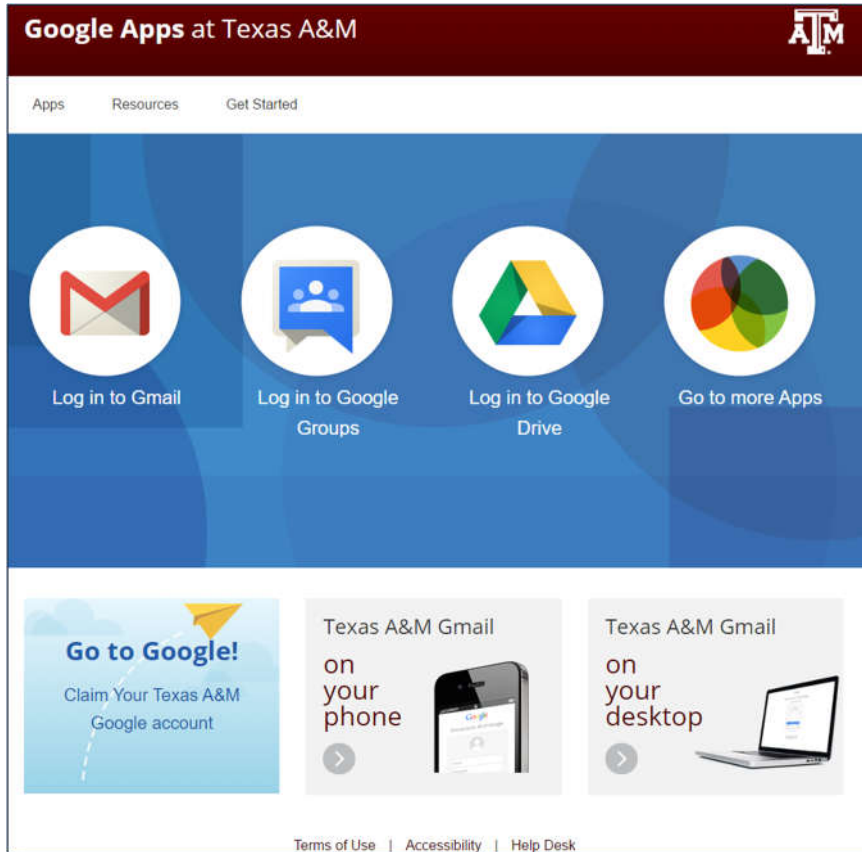 Google Apps at Texas A&M
ATM
Apps Resources Get Started
Log in to Gmail
Log in to Google
Groups
Log in to Google
Drive
Go to more Apps
Go to Google!
Claim Your Texas A&M
Google account
Texas A&M Gmail
on
your
phone
Google
Texas A&M Gmail
on
your
desktop
Terms of Use | Accessibility | Help Desk